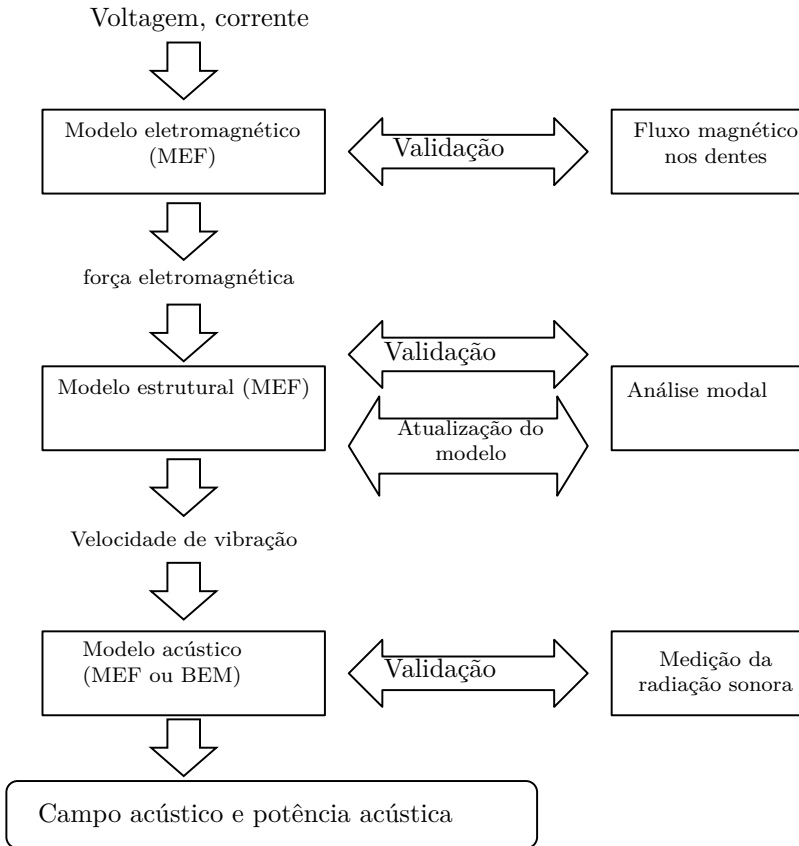 Voltagem, corrente
Modelo eletromagnético
(MEF)
Validação
Fluxo magnético
nos dentes
força eletromagnética
Validação
Modelo estrutural (MEF)
Análise modal
Atualização do
modelo
Velocidade de vibração
Modelo acústico
(MEF ou BEM)
Validação
Medição da
radiação sonora
Campo acústico e potência acústica